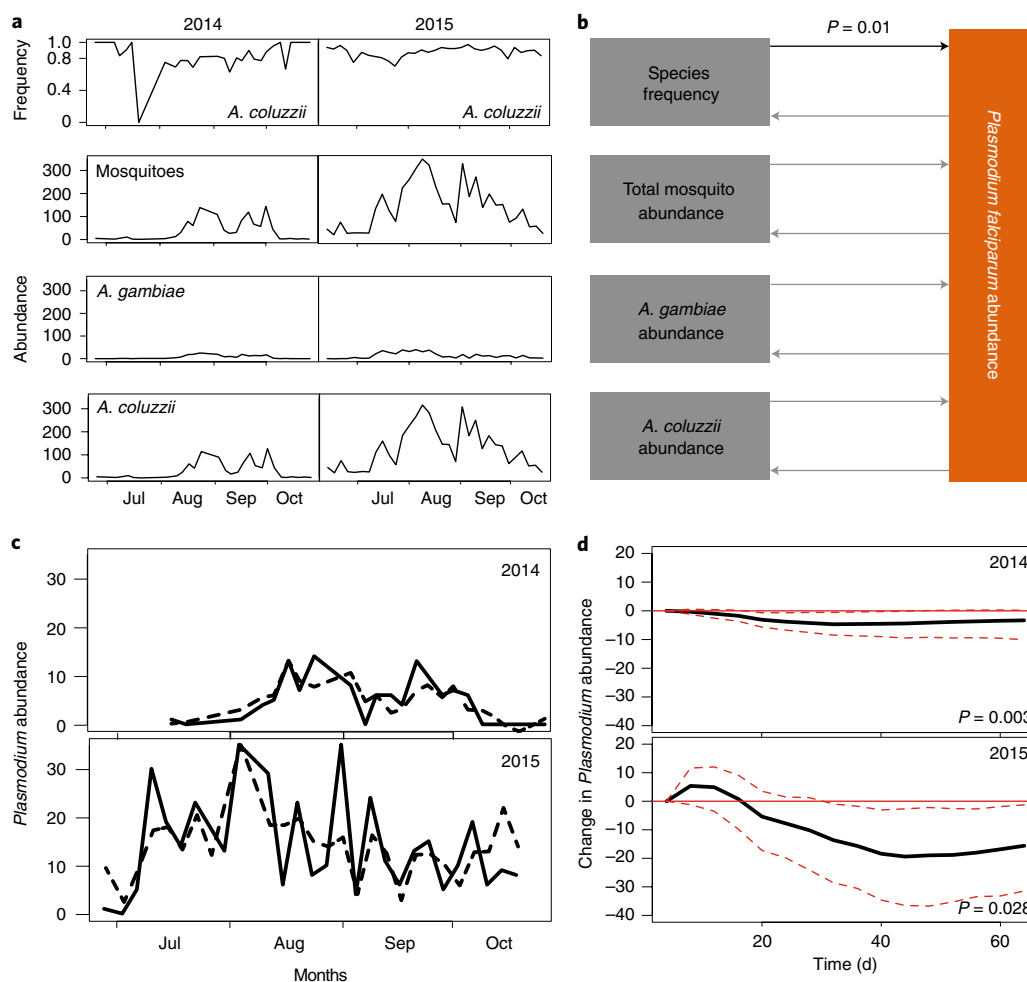 a
2014
2015
Frequency
1.0
0.8
0.4
0
A. coluzzii
A. coluzzii
Abundance
Mosquitoes
300
200
100
0
A. gambiae
300
200
100
0
A. coluzzii
300
200
100
0
Jul Aug Sep Oct
Jul Aug Sep Oct
b
P = 0.01
Species
frequency
Total mosquito
abundance
A. gambiae
abundance
A. coluzzii
abundance
Plasmodium falciparum abundance
c
Plasmodium abundance
2014
30
20
10
0
2015
30
20
10
0
Jul Aug Sep Oct
Months
d
Change in Plasmodium abundance
2014
20
10
0
–10
–20
–30
–40
P = 0.003
2015
20
10
0
–10
–20
–30
–40
P = 0.028
20 40 60
Time (d)